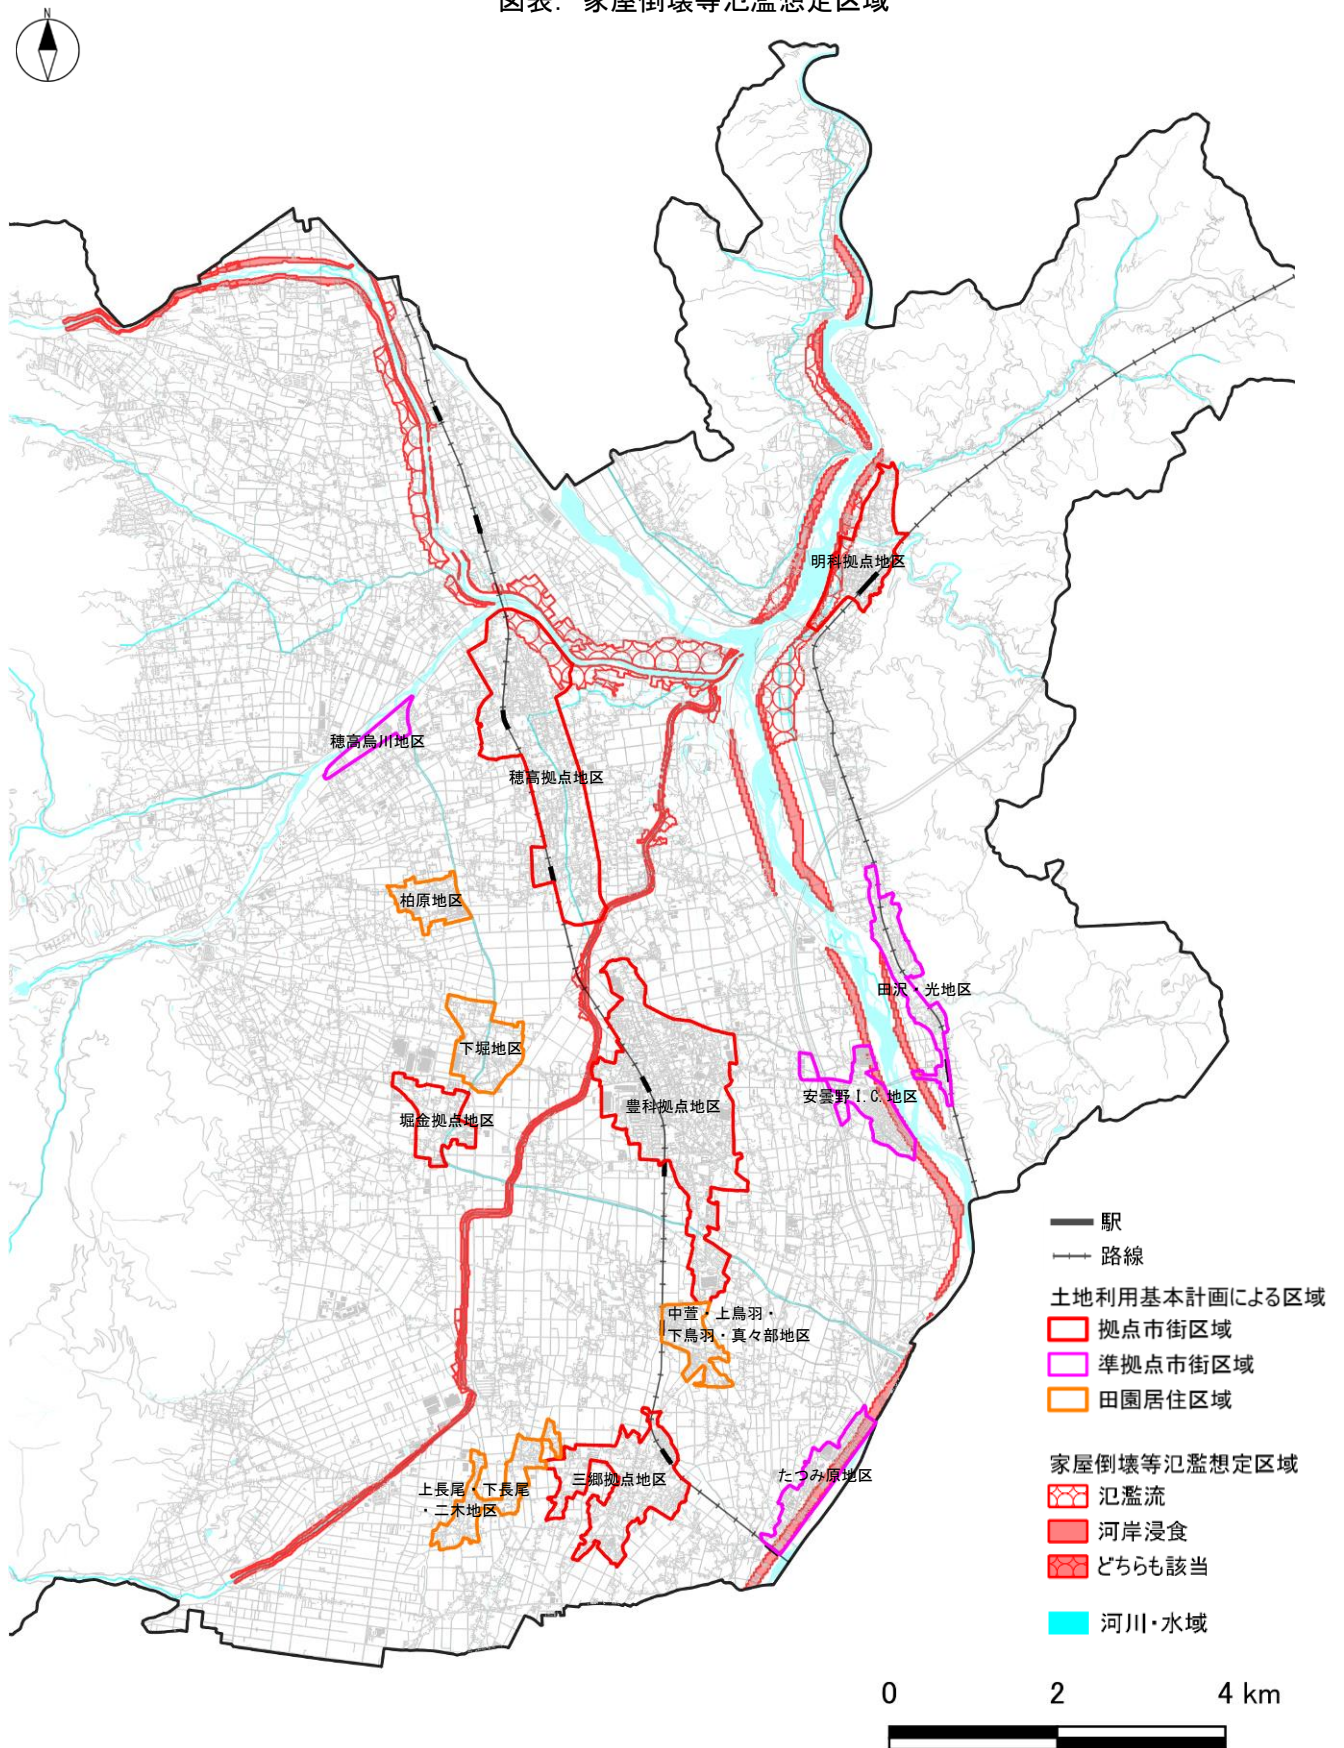 図表: 家屋倒壊等氾濫想定区域
N
明科拠点地区
穂高烏川地区
穂高拠点地区
柏原地区
田沢・光地区
下堀地区
安曇野I.C.地区
豊科拠点地区
堀金拠点地区
中萱・上鳥羽・
下鳥羽・真々部地区
三郷拠点地区
たつみ原地区
上長尾・下長尾
・二木地区
駅
路線
土地利用基本計画による区域
拠点市街区域
準拠点市街区域
田園居住区域
家屋倒壊等氾濫想定区域
氾濫流
河岸浸食
どちらも該当
河川・水域
0 2 4 km